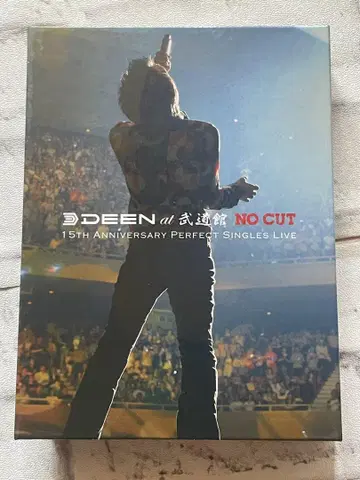 DEEN at 武道館 NO CUT
15TH ANNIVERSARY PERFECT SINGLES LIVE